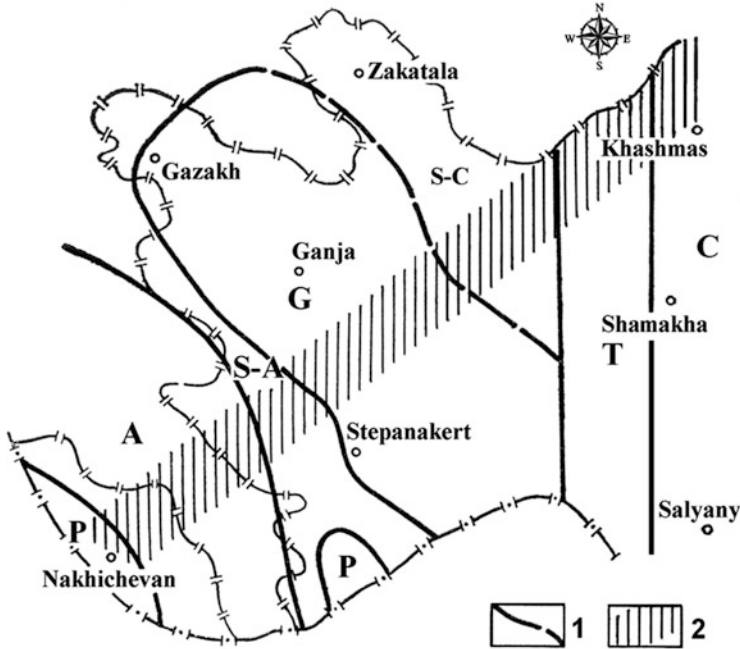 N
W E
S
Zakatala
Khashmas
Gazakh
S-C
C
Ganja
G
Shamakha
T
S-A
A
Stepanakert
Salyany
P
Nakhichevan
P
1
2